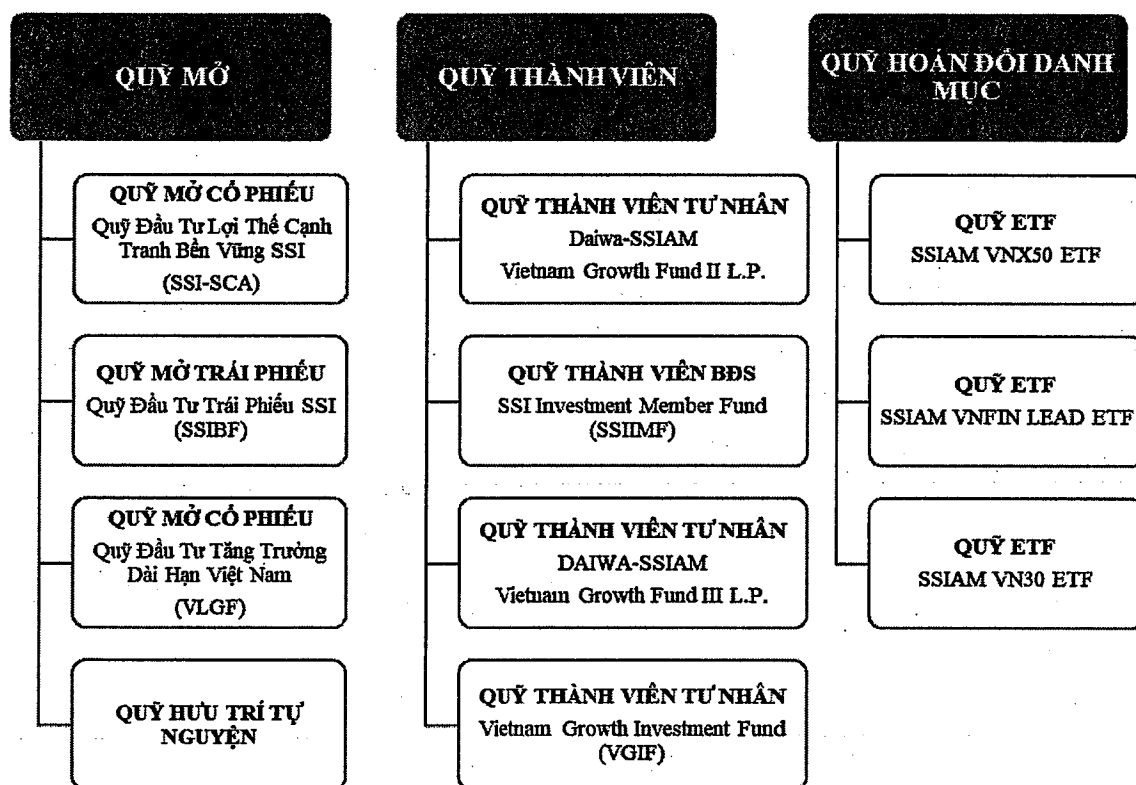 QUỸ MỞ
QUỸ MỞ CỔ PHIẾU
Quỹ Đầu Tư Lợi Thế Cạnh
Tranh Bền Vững SSI
(SSI-SCA)
QUỸ MỞ TRÁI PHIẾU
Quỹ Đầu Tư Trái Phiếu SSI
(SSIBF)
QUỸ MỞ CỔ PHIẾU
Quỹ Đầu Tư Tăng Trưởng
Dài Hạn Việt Nam
(VLGF)
QUỸ HƯU TRÍ TỰ
NGUYỆN
QUỸ THÀNH VIÊN
QUỸ THÀNH VIÊN TƯ NHÂN
Daiwa-SSIAM
Vietnam Growth Fund II L.P.
QUỸ THÀNH VIÊN BĐS
SSI Investment Member Fund
(SSIIMF)
QUỸ THÀNH VIÊN TƯ NHÂN
DAIWA-SSIAM
Vietnam Growth Fund III L.P.
QUỸ THÀNH VIÊN TƯ NHÂN
Vietnam Growth Investment Fund
(VGIF)
QUỸ HOÁN ĐỔI DANH
MỤC
QUỸ ETF
SSIAM VNX50 ETF
QUỸ ETF
SSIAM VNFIN LEAD ETF
QUỸ ETF
SSIAM VN30 ETF